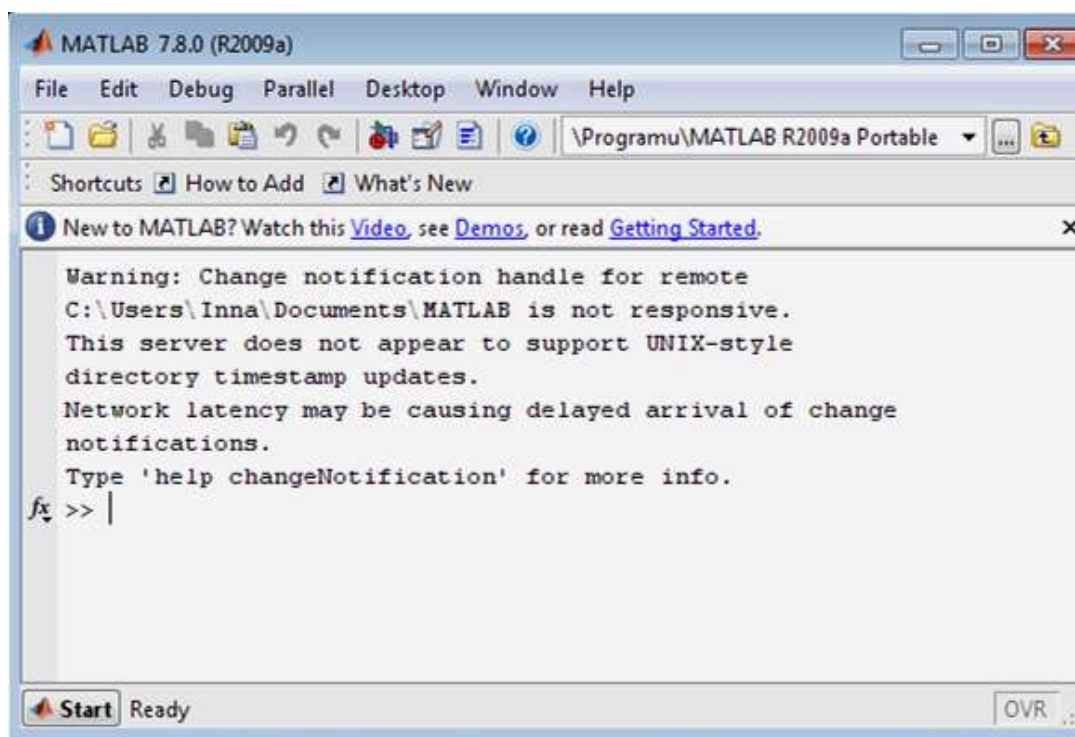 MATLAB 7.8.0 (R2009a)
File Edit Debug Parallel Desktop Window Help
\Programu\MATLAB R2009a Portable ...
Shortcuts How to Add What's New
New to MATLAB? Watch this Video, see Demos, or read Getting Started.
Warning: Change notification handle for remote
C:\Users\Inna\Documents\MATLAB is not responsive.
This server does not appear to support UNIX-style
directory timestamp updates.
Network latency may be causing delayed arrival of change
notifications.
Type 'help changeNotification' for more info.
fx >>
Start Ready OVR